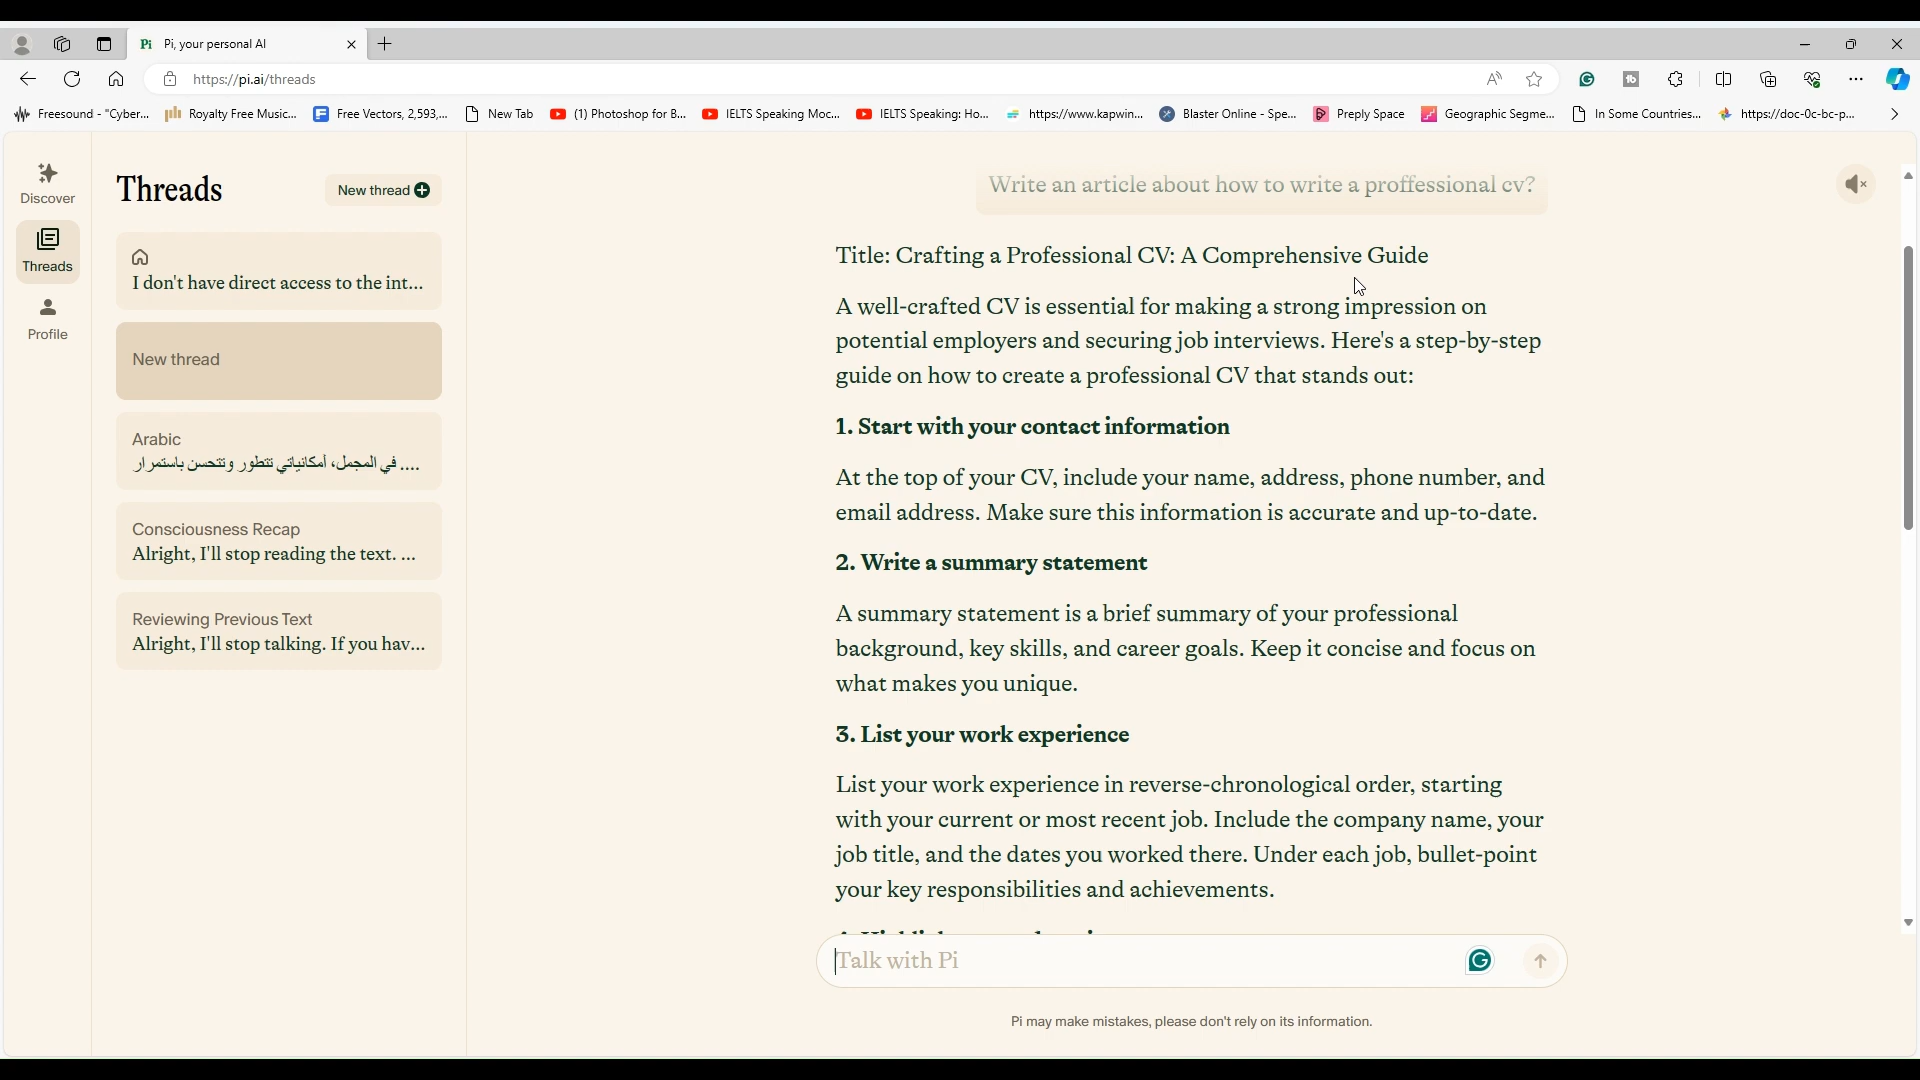 Pi, your personal AI
https://pi.ai/threads
Freesound - "Cyber...
Royalty Free Music...
Free Vectors, 2,593,...
New Tab
(1) Photoshop for B...
IELTS Speaking Moc...
IELTS Speaking: Ho...
https://www.kapwin...
Blaster Online - Spe...
Preply Space
Geographic Segme...
In Some Countries...
https://doc-0c-bc-p...
Discover
Threads
Profile
Threads
New thread
I don't have direct access to the int...
New thread
Arabic
في المجمل، أمكانياتي تتطور وتتحسن باستمرار....
Consciousness Recap
Alright, I'll stop reading the text. ...
Reviewing Previous Text
Alright, I'll stop talking. If you hav...
Write an article about how to write a proffessional cv?
Title: Crafting a Professional CV: A Comprehensive Guide
A well-crafted CV is essential for making a strong impression on
potential employers and securing job interviews. Here's a step-by-step
guide on how to create a professional CV that stands out:
1. Start with your contact information
At the top of your CV, include your name, address, phone number, and
email address. Make sure this information is accurate and up-to-date.
2. Write a summary statement
A summary statement is a brief summary of your professional
background, key skills, and career goals. Keep it concise and focus on
what makes you unique.
3. List your work experience
List your work experience in reverse-chronological order, starting
with your current or most recent job. Include the company name, your
job title, and the dates you worked there. Under each job, bullet-point
your key responsibilities and achievements.
Talk with Pi
Pi may make mistakes, please don't rely on its information.